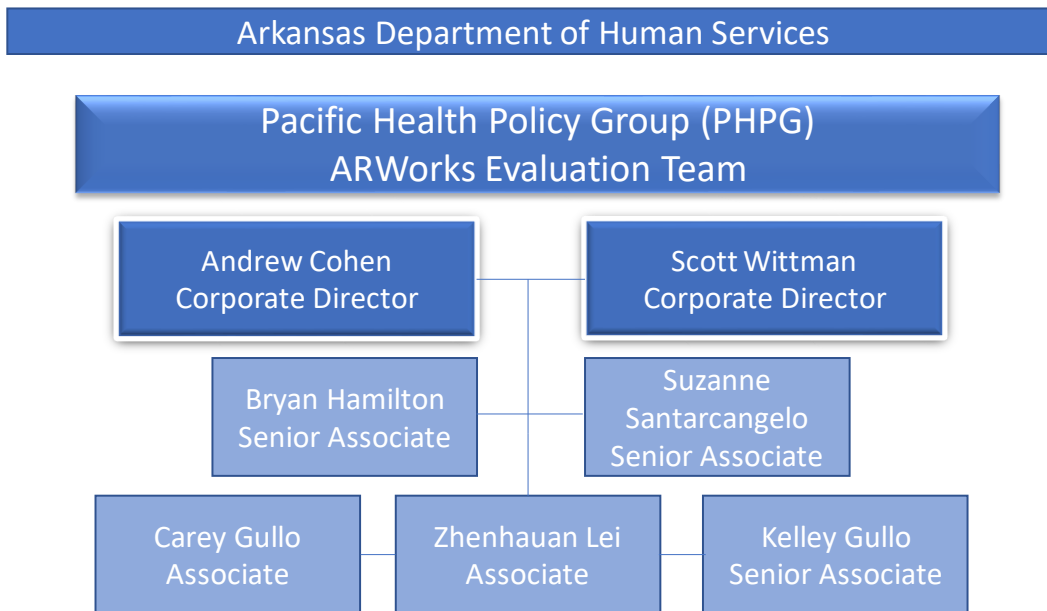 Arkansas Department of Human Services
Pacific Health Policy Group (PHPG)
ARWorks Evaluation Team
Andrew Cohen
Corporate Director
Scott Wittman
Corporate Director
Bryan Hamilton
Senior Associate
Suzanne
Santarcangelo
Senior Associate
Carey Gullo
Associate
Zhenhauan Lei
Associate
Kelley Gullo
Senior Associate